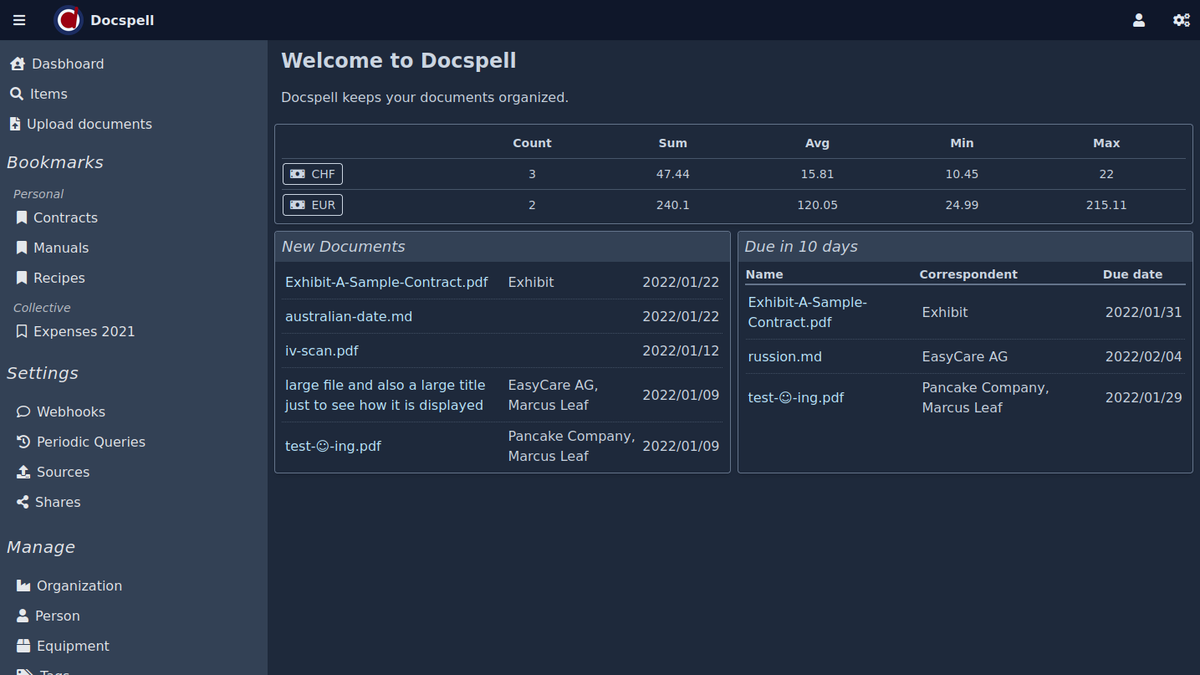 Docspell
Dasbhoard
Items
Upload documents
Bookmarks
Personal
Contracts
Manuals
Recipes
Collective
Expenses 2021
Settings
Webhooks
Periodic Queries
Sources
Shares
Manage
Organization
Person
Equipment
Tags
Welcome to Docspell
Docspell keeps your documents organized.
Count Sum Avg Min Max
CHF 3 47.44 15.81 10.45 22
EUR 2 240.1 120.05 24.99 215.11
New Documents
Exhibit-A-Sample-Contract.pdf Exhibit 2022/01/22
australian-date.md 2022/01/22
iv-scan.pdf 2022/01/12
large file and also a large title EasyCare AG, 2022/01/09
just to see how it is displayed Marcus Leaf
test-☺-ing.pdf Pancake Company, 2022/01/09
Marcus Leaf
Due in 10 days
Name Correspondent Due date
Exhibit-A-Sample- Exhibit 2022/01/31
Contract.pdf
russion.md EasyCare AG 2022/02/04
test-☺-ing.pdf Pancake Company, 2022/01/29
Marcus Leaf